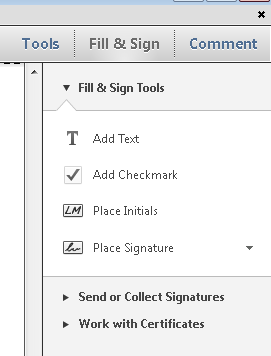 Tools Fill & Sign Comment
Fill & Sign Tools
T Add Text
Add Checkmark
LM Place Initials
Place Signature
Send or Collect Signatures
Work with Certificates